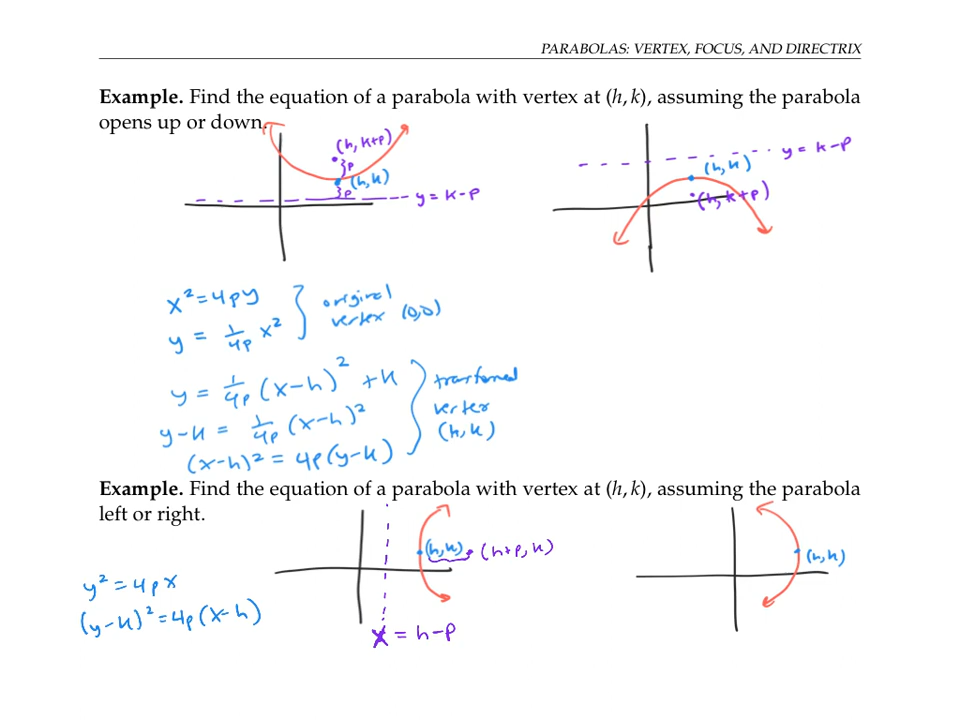 PARABOLAS: VERTEX, FOCUS, AND DIRECTRIX
Example. Find the equation of a parabola with vertex at (h, k), assuming the parabola
opens up or down.
(h, k+p)
}p
(h, k)
}p
y = k-p
y = k-p
(h, k)
(h, k+p)
x² = 4py
y = 1/4p x²
} original
vertex (0,0)
y = 1/4p (x-h)² + k
y-k = 1/4p (x-h)²
(x-h)² = 4p(y-k)
} transformed
vertex
(h, k)
Example. Find the equation of a parabola with vertex at (h, k), assuming the parabola
left or right.
(h, k)
(h+p, k)
(h, k)
y² = 4px
(y-k)² = 4p(x-h)
x = h-p